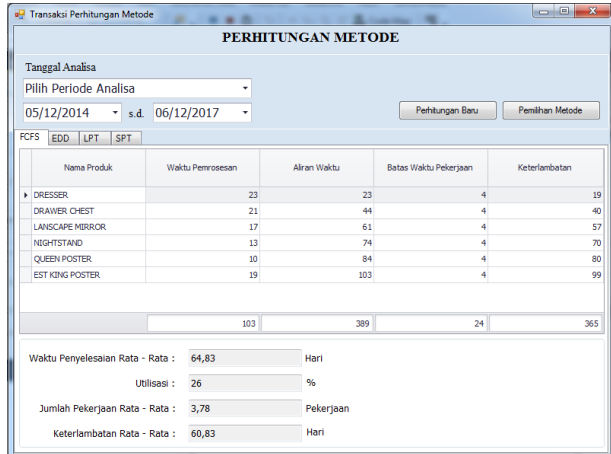 Transaksi Perhitungan Metode
PERHITUNGAN METODE
Tanggal Analisa
Pilih Periode Analisa
05/12/2014 s.d. 06/12/2017 Perhitungan Baru Pemilihan Metode
FCFS EDD LPT SPT
Nama Produk Waktu Pemrosesan Aliran Waktu Batas Waktu Pekerjaan Keterlambatan
DRESSER 23 23 4 19
DRAWER CHEST 21 44 4 40
LANSCAPE MIRROR 17 61 4 57
NIGHTSTAND 13 74 4 70
QUEEN POSTER 10 84 4 80
EST KING POSTER 19 103 4 99
103 389 24 365
Waktu Penyelesaian Rata - Rata : 64,83 Hari
Utilisasi : 26 %
Jumlah Pekerjaan Rata - Rata : 3,78 Pekerjaan
Keterlambatan Rata - Rata : 60,83 Hari